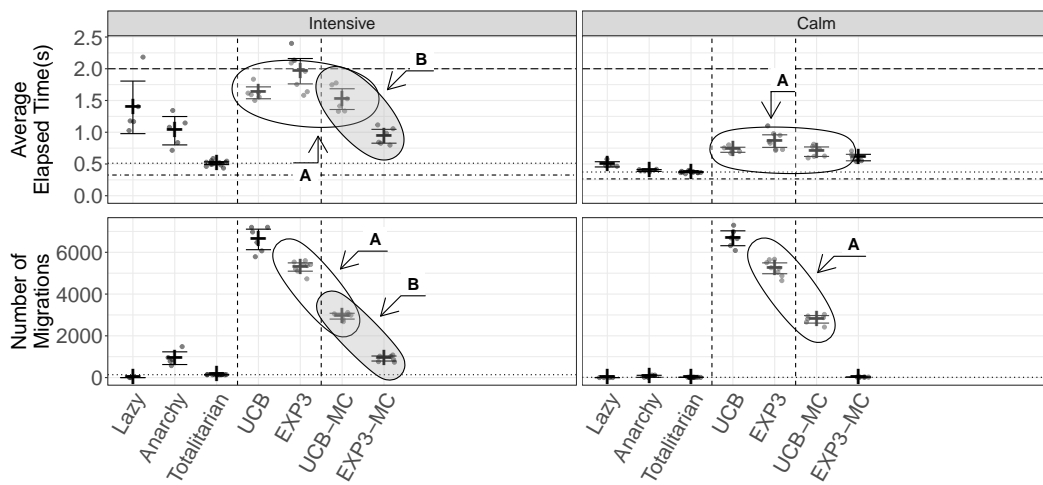 Intensive
Calm
Average
Elapsed Time(s)
2.5
2.0
1.5
1.0
0.5
0.0
B
A
A
Number of
Migrations
6000
4000
2000
0
A
B
A
Lazy
Anarchy
Totalitarian
UCB
EXP3
UCB−MC
EXP3−MC
Lazy
Anarchy
Totalitarian
UCB
EXP3
UCB−MC
EXP3−MC